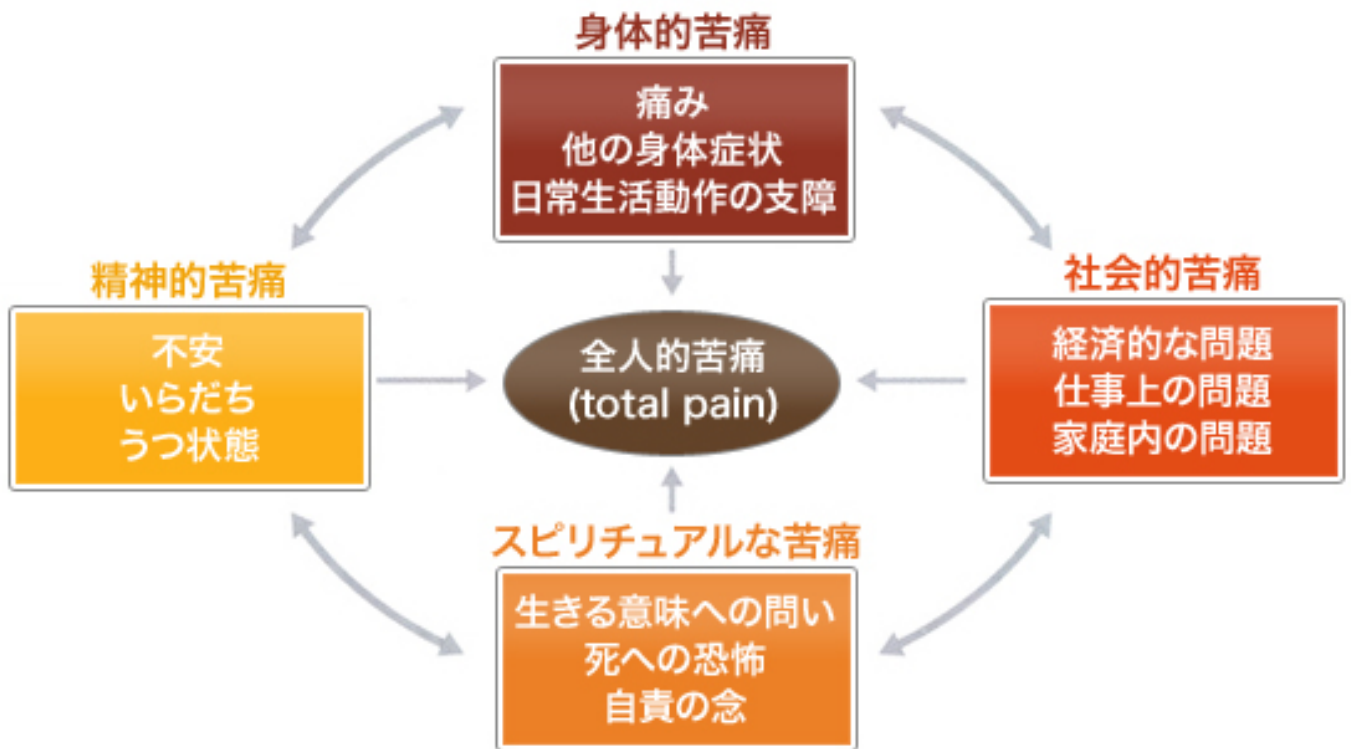 身体的苦痛
痛み
他の身体症状
日常生活動作の支障
精神的苦痛
不安
いらだち
うつ状態
全人的苦痛
(total pain)
社会的苦痛
経済的な問題
仕事上の問題
家庭内の問題
スピリチュアルな苦痛
生きる意味への問い
死への恐怖
自責の念